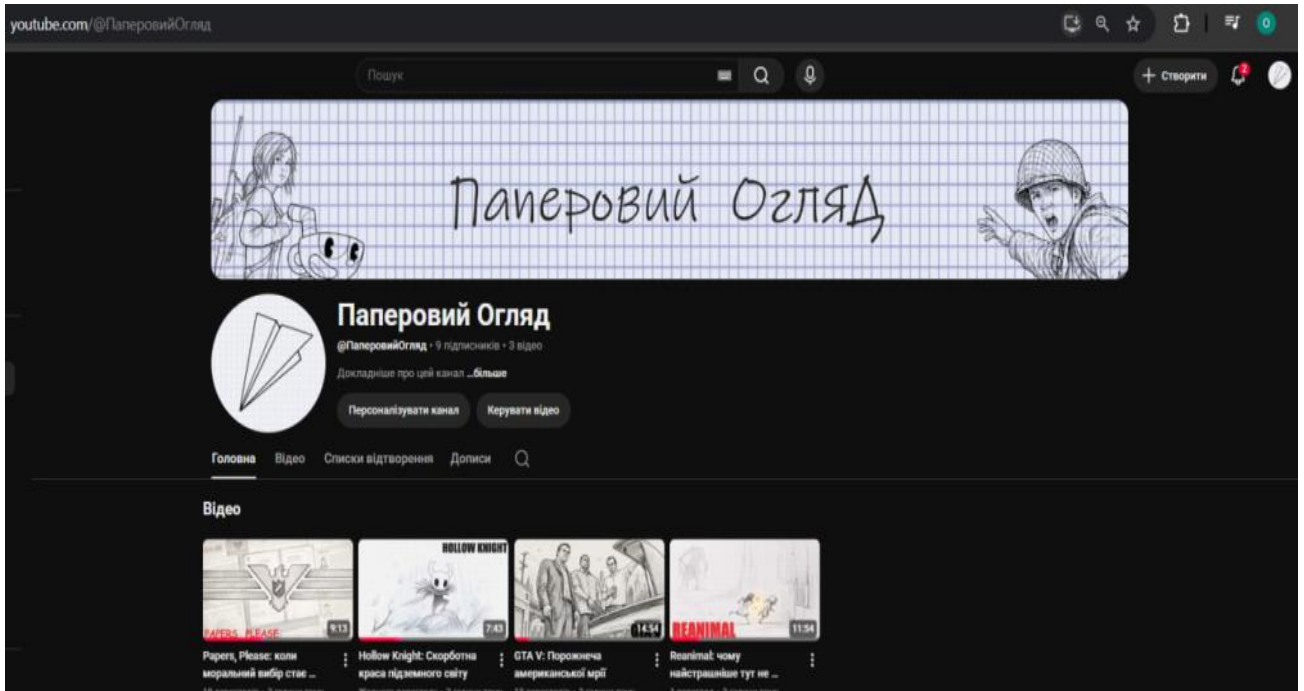 youtube.com/@ПаперовийОгляд
Пошук
Створити
2
О
Паперовий Огляд
Паперовий Огляд
@ПаперовийОгляд • 9 підписників • 3 відео
Докладніше про цей канал ...більше
Персоналізувати канал Керувати відео
Головна Відео Списки відтворення Дописи
Відео
PAPERS, PLEASE 9:13
HOLLOW KNIGHT 7:43
14:54
REANIMAL 11:54
Papers, Please: коли моральний вибір стає ...
Hollow Knight: Скорботна краса підземного світу
GTA V: Порожнеча американської мрії
Reanimal: чому найстрашніше тут не ...